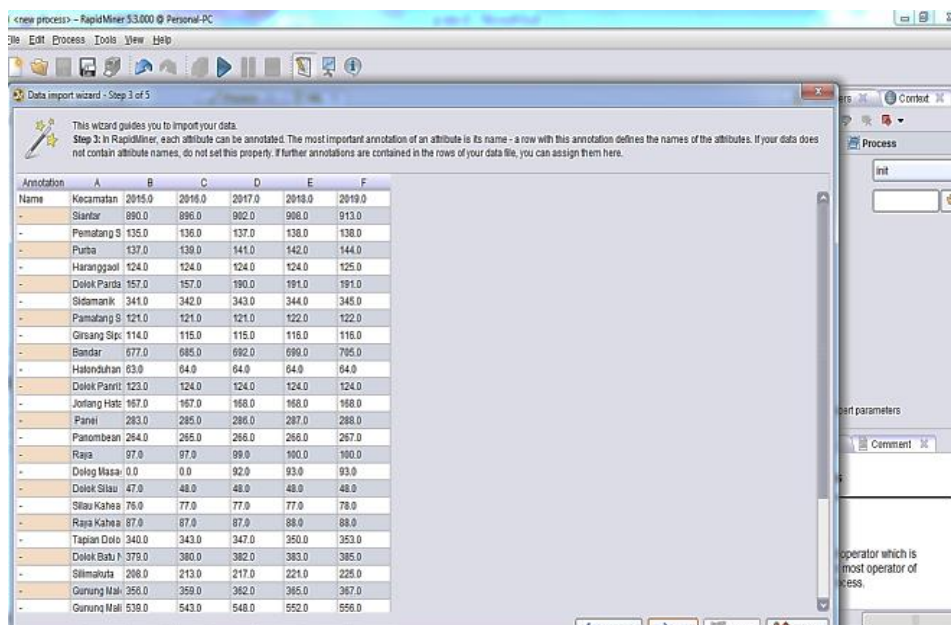 <new process> – RapidMiner 5.3.000 @ Personal-PC
File Edit Process Tools View Help
Data import wizard - Step 3 of 5
Context
This wizard guides you to import your data.
Step 3: In RapidMiner, each attribute can be annotated. The most important annotation of an attribute is its name - a row with this annotation defines the names of the attributes. If your data does
not contain attribute names, do not set this property. If further annotations are contained in the rows of your data file, you can assign them here.
Process
init
Annotation A B C D E F
Name Kecamatan 2015.0 2016.0 2017.0 2018.0 2019.0
- Siantar 890.0 896.0 902.0 908.0 913.0
- Pematang S 135.0 136.0 137.0 138.0 138.0
- Purba 137.0 139.0 141.0 142.0 144.0
- Haranggaol 124.0 124.0 124.0 124.0 125.0
- Dolok Parda 157.0 157.0 190.0 191.0 191.0
- Sidamanik 341.0 342.0 343.0 344.0 345.0
- Pamatang S 121.0 121.0 121.0 122.0 122.0
- Girsang Sip 114.0 115.0 115.0 116.0 116.0
- Bandar 677.0 685.0 692.0 699.0 705.0
- Hatonduhan 63.0 64.0 64.0 64.0 64.0
- Dolok Panri 123.0 124.0 124.0 124.0 124.0
- Jorlang Hata 167.0 167.0 168.0 168.0 168.0
- Panei 283.0 285.0 286.0 287.0 288.0
- Panombean 264.0 265.0 266.0 266.0 267.0
- Raya 97.0 97.0 99.0 100.0 100.0
- Dolog Masa 0.0 0.0 92.0 93.0 93.0
- Dolok Silau 47.0 48.0 48.0 48.0 48.0
- Silau Kahea 76.0 77.0 77.0 77.0 78.0
- Raya Kahea 87.0 87.0 87.0 88.0 88.0
- Tapian Dolo 340.0 343.0 347.0 350.0 353.0
- Dolok Batu N 379.0 380.0 382.0 383.0 385.0
- Silimakuta 208.0 213.0 217.0 221.0 225.0
- Gunung Mal 356.0 359.0 362.0 365.0 367.0
- Gunung Mali 539.0 543.0 548.0 552.0 556.0
pert parameters
Comment
operator which is
most operator of